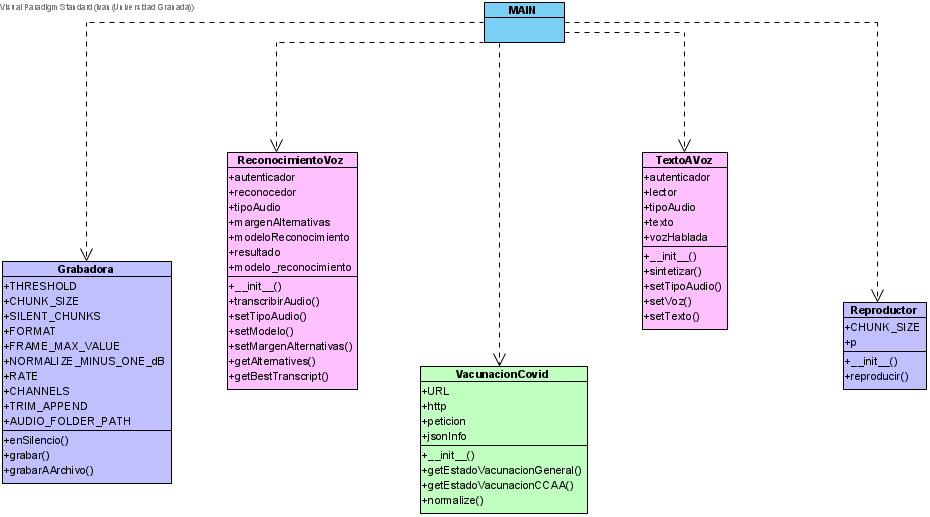 Visual Paradigm Standard(Ivan(Universidad Granada))
MAIN
ReconocimientoVoz
+autenticador
+reconocedor
+tipoAudio
+margenAlternativas
+modeloReconocimiento
+resultado
+modelo_reconocimiento
+__init__()
+transcribirAudio()
+setTipoAudio()
+setModelo()
+setMargenAlternativas()
+getAlternatives()
+getBestTranscript()
TextoAVoz
+autenticador
+lector
+tipoAudio
+texto
+vozHablada
+__init__()
+sintetizar()
+setTipoAudio()
+setVoz()
+setTexto()
Grabadora
+THRESHOLD
+CHUNK_SIZE
+SILENT_CHUNKS
+FORMAT
+FRAME_MAX_VALUE
+NORMALIZE_MINUS_ONE_dB
+RATE
+CHANNELS
+TRIM_APPEND
+AUDIO_FOLDER_PATH
+enSilencio()
+grabar()
+grabarAArchivo()
Reproductor
+CHUNK_SIZE
+p
+__init__()
+reproducir()
VacunacionCovid
+URL
+http
+peticion
+jsonInfo
+__init__()
+getEstadoVacunacionGeneral()
+getEstadoVacunacionCCAA()
+normalize()